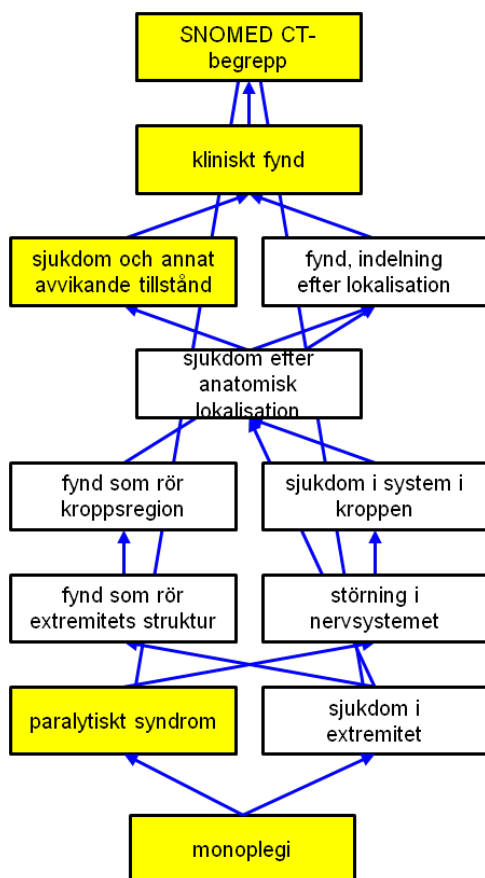 SNOMED CT-
begrepp
kliniskt fynd
sjukdom och annat
avvikande tillstånd
fynd, indelning
efter lokalisation
sjukdom efter
anatomisk
lokalisation
fynd som rör
kroppsregion
sjukdom i system i
kroppen
fynd som rör
extremitets struktur
störning i
nervsystemet
paralytiskt syndrom
sjukdom i
extremitet
monoplegi